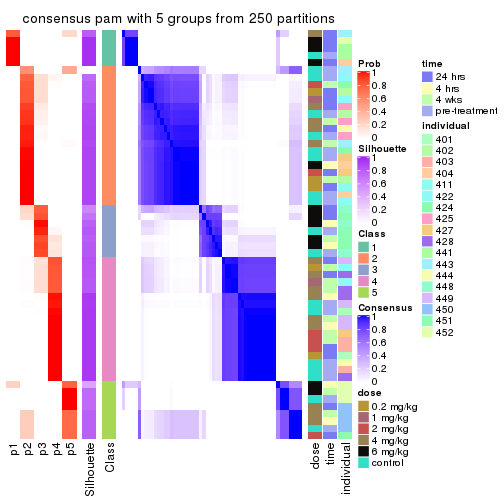 consensus pam with 5 groups from 250 partitions
Prob
1
0.8
0.6
0.4
0.2
0
Silhouette
1
0.8
0.6
0.4
0.2
0
Class
1
2
3
4
5
Consensus
1
0.8
0.6
0.4
0.2
0
dose
0.2 mg/kg
1 mg/kg
2 mg/kg
4 mg/kg
6 mg/kg
control
time
24 hrs
4 hrs
4 wks
pre-treatment
individual
401
402
403
404
411
422
424
425
427
428
441
443
444
448
449
450
451
452
p1
p2
p3
p4
p5
Silhouette
Class
dose
time
individual